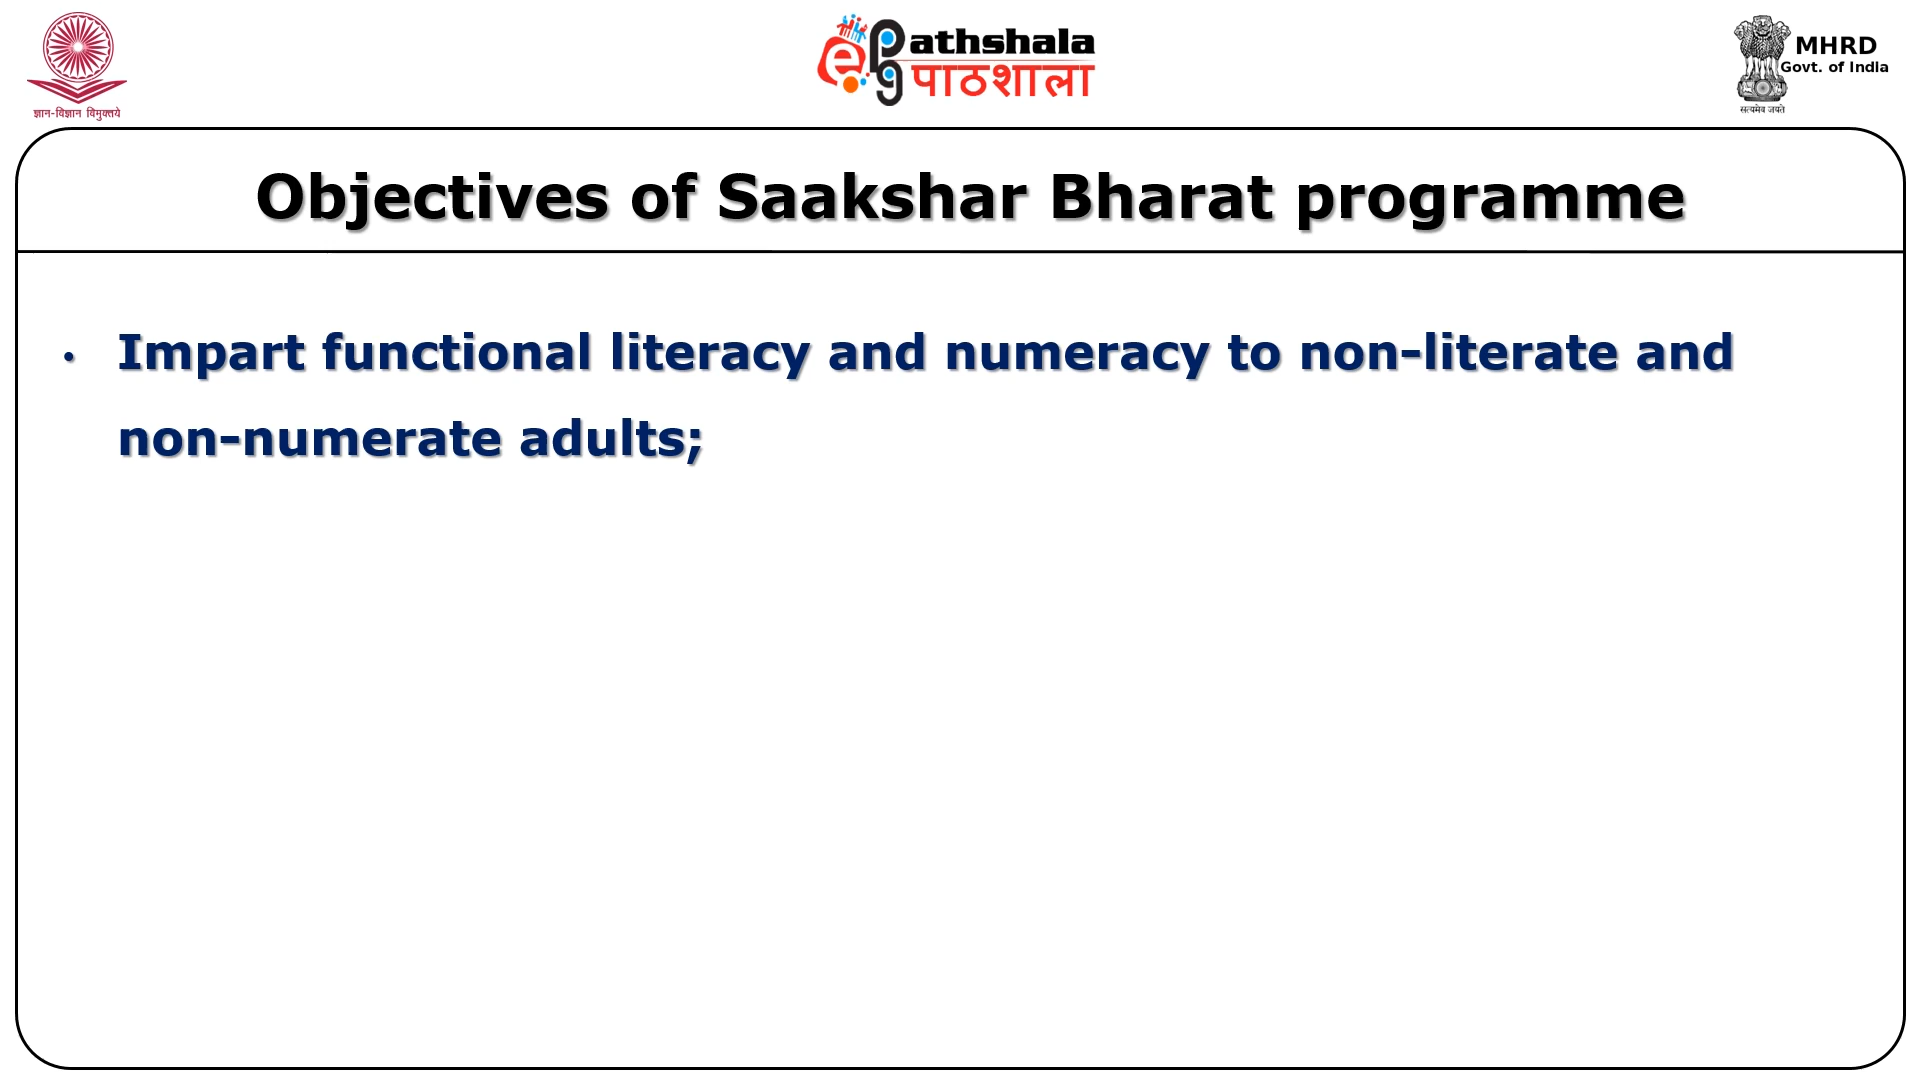 ज्ञान-विज्ञान विमुक्तये
e PG Pathshala
पाठशाला
MHRD
Govt. of India
सत्यमेव जयते
Objectives of Saakshar Bharat programme
• Impart functional literacy and numeracy to non-literate and
non-numerate adults;